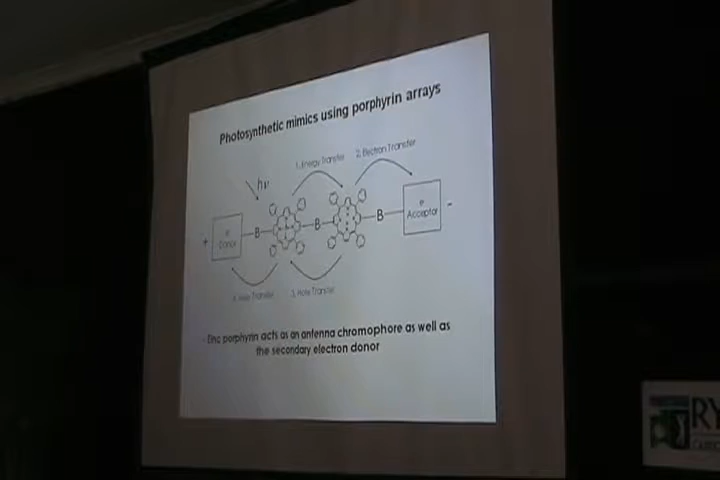 Photosynthetic mimics using porphyrin arrays
1. Energy Transfer
2. Electron Transfer
hν
e
Donor
+
B
B
B
e
Acceptor
-
4. Hole Transfer
3. Hole Transfer
Zinc porphyrin acts as an antenna chromophore as well as
the secondary electron donor
RY